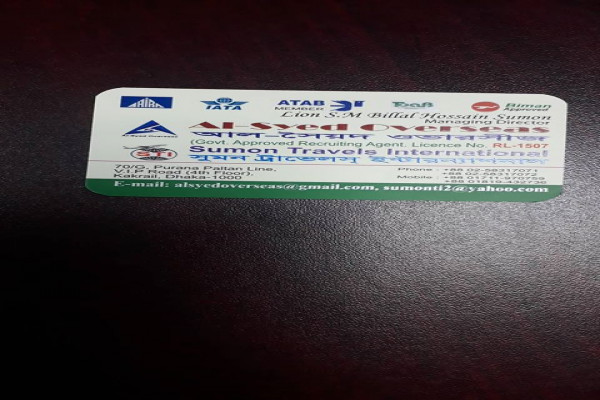 IATA
ATAB
MEMBER
Biman
Approved
Lion S.M Billal Hossain Sumon
Managing Director
Al-Syed Overseas
আল-সৈয়দ ওভারসীজ
(Govt. Approved Recruiting Agent. Licence No. RL-1507
Sumon Travels International
সুমন ট্রাভেলস্ ইন্টারন্যাশনাল
70/G, Purana Paltan Line,
V.I.P Road (4th Floor),
Kakrail, Dhaka-1000
Phone : +88 02-58317071
+88 02-58317072
Mobile : +88 01711-970753
+88 01819-432736
E-mail: alsyedoverseas@gmail.com, sumonti2@yahoo.com